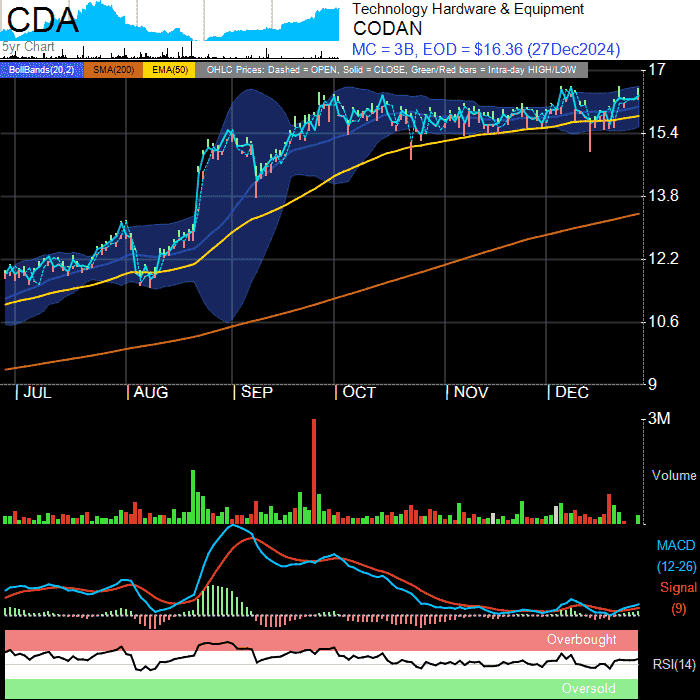 CDA
5yr Chart
Technology Hardware & Equipment
CODAN
MC = 3B, EOD = $16.36 (27Dec2024)
BollBands(20,2) SMA(200) EMA(50) OHLC Prices: Dashed = OPEN, Solid = CLOSE, Green/Red bars = Intra-day HIGH/LOW
17
15.4
13.8
12.2
10.6
9
JUL AUG SEP OCT NOV DEC
3M
Volume
MACD
(12-26)
Signal
(9)
Overbought
RSI(14)
Oversold